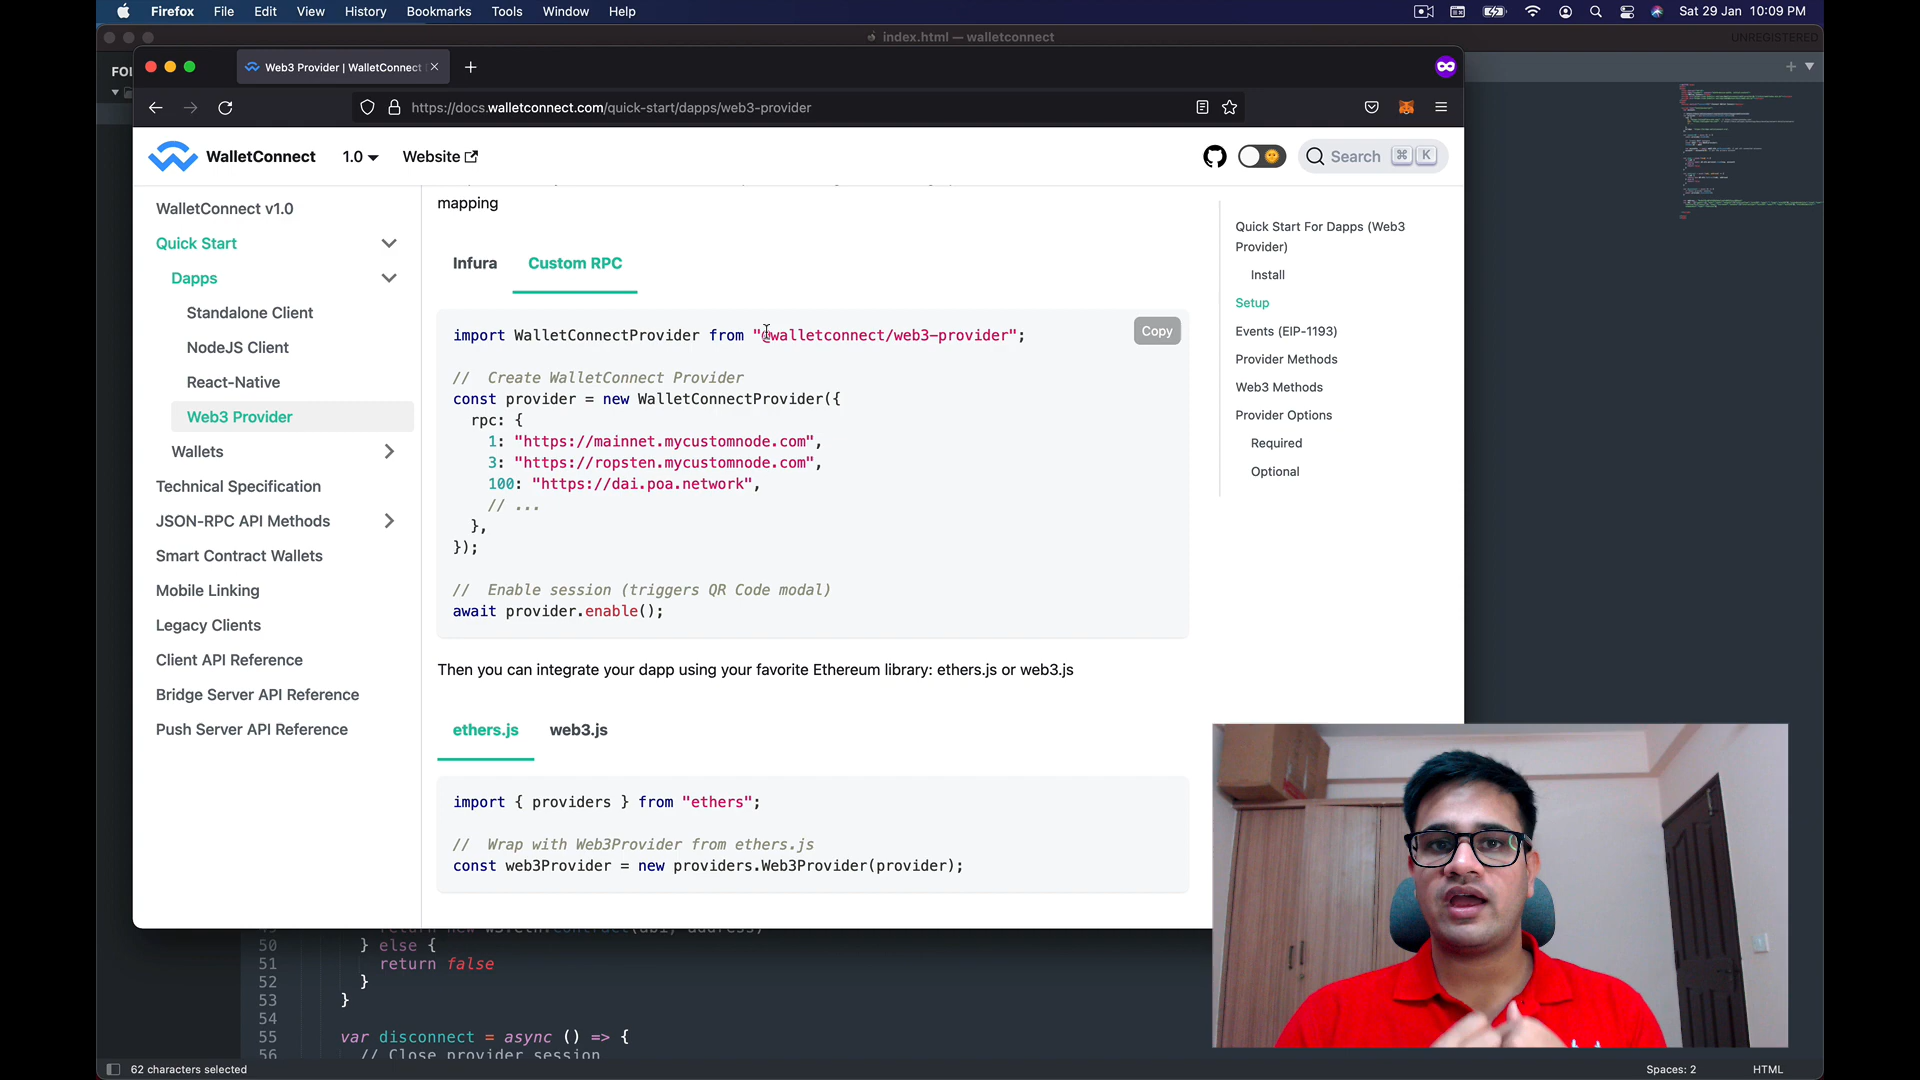 Firefox File Edit View History Bookmarks Tools Window Help Sat 29 Jan 10:09 PM
index.html — walletconnect UNREGISTERED
FOL
Web3 Provider | WalletConnect
https://docs.walletconnect.com/quick-start/dapps/web3-provider
WalletConnect 1.0 Website Search ⌘ K
WalletConnect v1.0
Quick Start
Dapps
Standalone Client
NodeJS Client
React-Native
Web3 Provider
Wallets
Technical Specification
JSON-RPC API Methods
Smart Contract Wallets
Mobile Linking
Legacy Clients
Client API Reference
Bridge Server API Reference
Push Server API Reference
mapping
Infura Custom RPC
import WalletConnectProvider from "@walletconnect/web3-provider";
Copy
//  Create WalletConnect Provider
const provider = new WalletConnectProvider({
rpc: {
1: "https://mainnet.mycustomnode.com",
3: "https://ropsten.mycustomnode.com",
100: "https://dai.poa.network",
// ...
},
});
//  Enable session (triggers QR Code modal)
await provider.enable();
Then you can integrate your dapp using your favorite Ethereum library: ethers.js or web3.js
ethers.js web3.js
import { providers } from "ethers";
//  Wrap with Web3Provider from ethers.js
const web3Provider = new providers.Web3Provider(provider);
Quick Start For Dapps (Web3
Provider)
Install
Setup
Events (EIP-1193)
Provider Methods
Web3 Methods
Provider Options
Required
Optional
50 } else {
51 return false
52 }
53 }
54
55 var disconnect = async () => {
56 // Close provider session
62 characters selected Spaces: 2 HTML